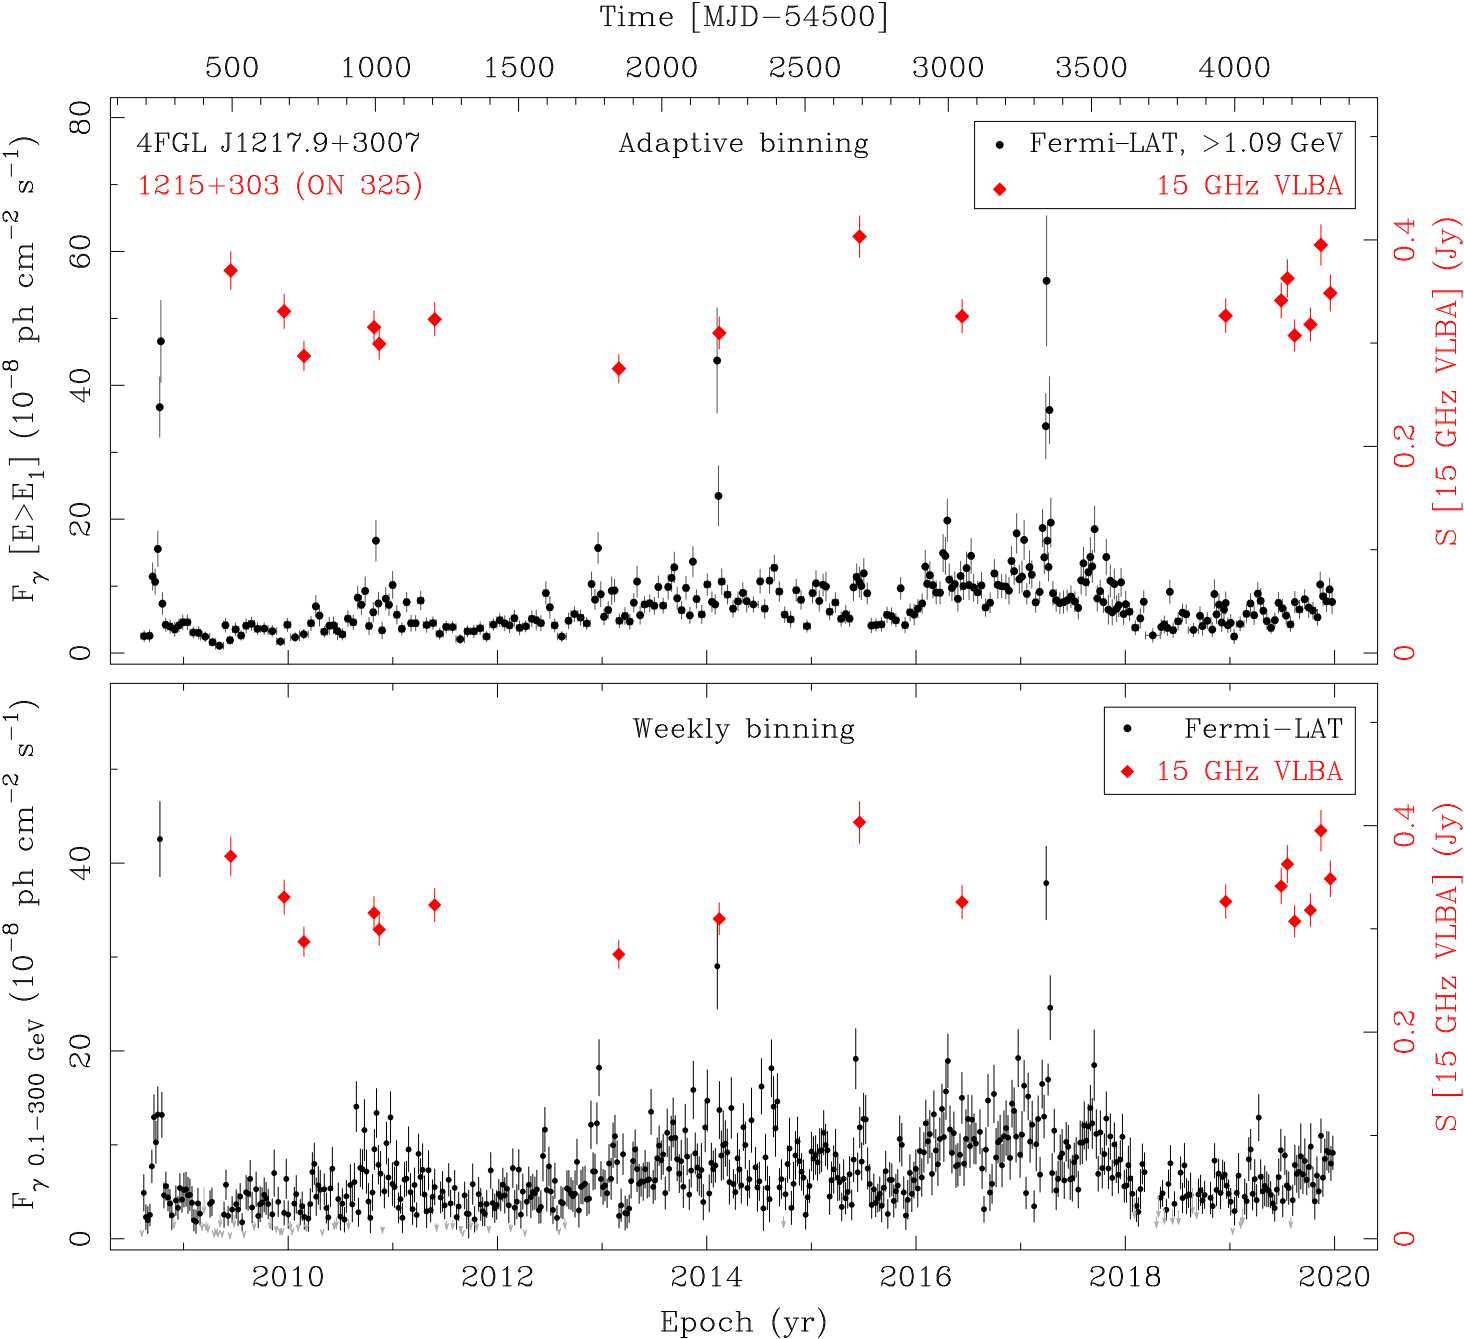 Time [MJD−54500]
500 1000 1500 2000 2500 3000 3500 4000
4FGL J1217.9+3007
1215+303 (ON 325)
Adaptive binning
Fermi−LAT, >1.09 GeV
15 GHz VLBA
80
60
40
20
0
Fγ [E>E1] (10−8 ph cm−2 s−1)
0.4
0.2
0
S [15 GHz VLBA] (Jy)
Weekly binning
Fermi−LAT
15 GHz VLBA
40
20
0
Fγ 0.1−300 GeV (10−8 ph cm−2 s−1)
0.4
0.2
0
S [15 GHz VLBA] (Jy)
2010 2012 2014 2016 2018 2020
Epoch (yr)